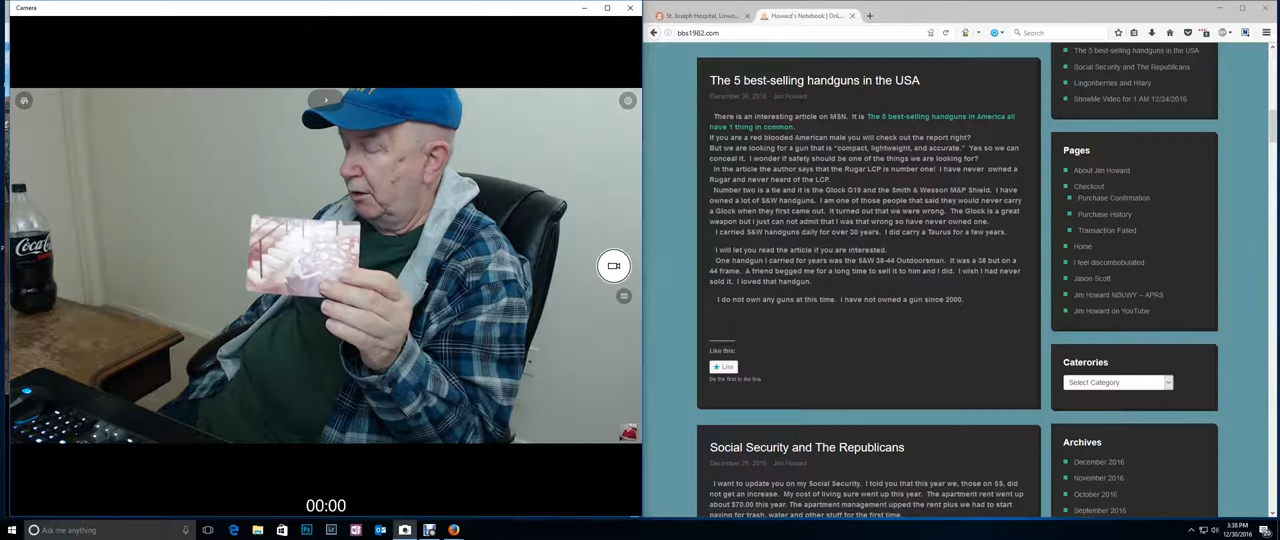 Camera
St. Joseph Hospital, Linwo...
Howard's Notebook | OnL...
bbs1982.com
Search
The 5 best-selling handguns in the USA
December 30, 2016 Jim Howard
There is an interesting article on MSN. It is The 5 best-selling handguns in America all
have 1 thing in common.
If you are a red blooded American male you will check out the report right?
But we are looking for a gun that is "compact, lightweight, and accurate." Yes so we can
conceal it. I wonder if safety should be one of the things we are looking for?
In the article the author says that the Rugar LCP is number one! I have never owned a
Rugar and never heard of the LCP.
Number two is a tie and it is the Glock G19 and the Smith & Wesson M&P Shield. I have
owned a lot of S&W handguns. I am one of those people that said they would never carry
a Glock when they first came out. It turned out that we were wrong. The Glock is a great
weapon but I just can not admit that I was that wrong so have never owned one.
I carried S&W handguns daily for over 30 years. I did carry a Taurus for a few years.
I will let you read the article if you are interested.
One handgun I carried for years was the S&W 38-44 Outdoorsman. It was a 38 but on a
44 frame. A friend begged me for a long time to sell it to him and I did. I wish I had never
sold it. I loved that handgun.
I do not own any guns at this time. I have not owned a gun since 2000.
Like this:
Like
Be the first to like this
Social Security and The Republicans
December 25, 2016 Jim Howard
I want to update you on my Social Security. I told you that this year we, those on SS, did
not get an increase. My cost of living sure went up this year. The apartment rent went up
about $70.00 this year. The apartment management upped the rent plus we had to start
paying for trash, water and other stuff for the first time.
The 5 best-selling handguns in the USA
Social Security and The Republicans
Lingonberries and Hilary
ShowMe Video for 1 AM 12/24/2016
Pages
About Jim Howard
Checkout
Purchase Confirmation
Purchase History
Transaction Failed
Home
I feel discombobulated
Jason Scott
Jim Howard NØUWY – APRS
Jim Howard on YouTube
Caterories
Select Category
Archives
December 2016
November 2016
October 2016
September 2016
Coca-Cola
00:00
Ask me anything
3:38 PM
12/30/2016